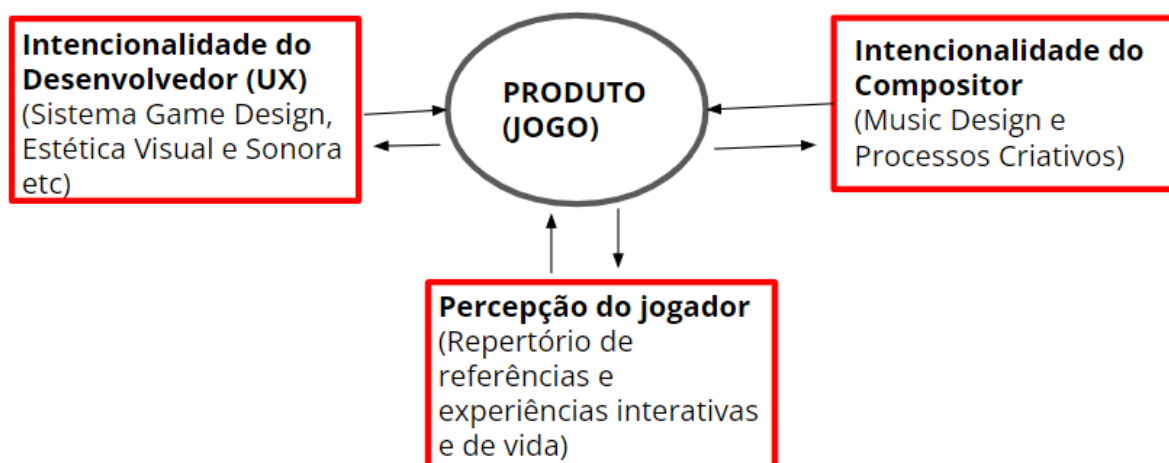 Intencionalidade do
Desenvolvedor (UX)
(Sistema Game Design,
Estética Visual e Sonora
etc)
PRODUTO
(JOGO)
Intencionalidade do
Compositor
(Music Design e
Processos Criativos)
Percepção do jogador
(Repertório de
referências e
experiências interativas
e de vida)